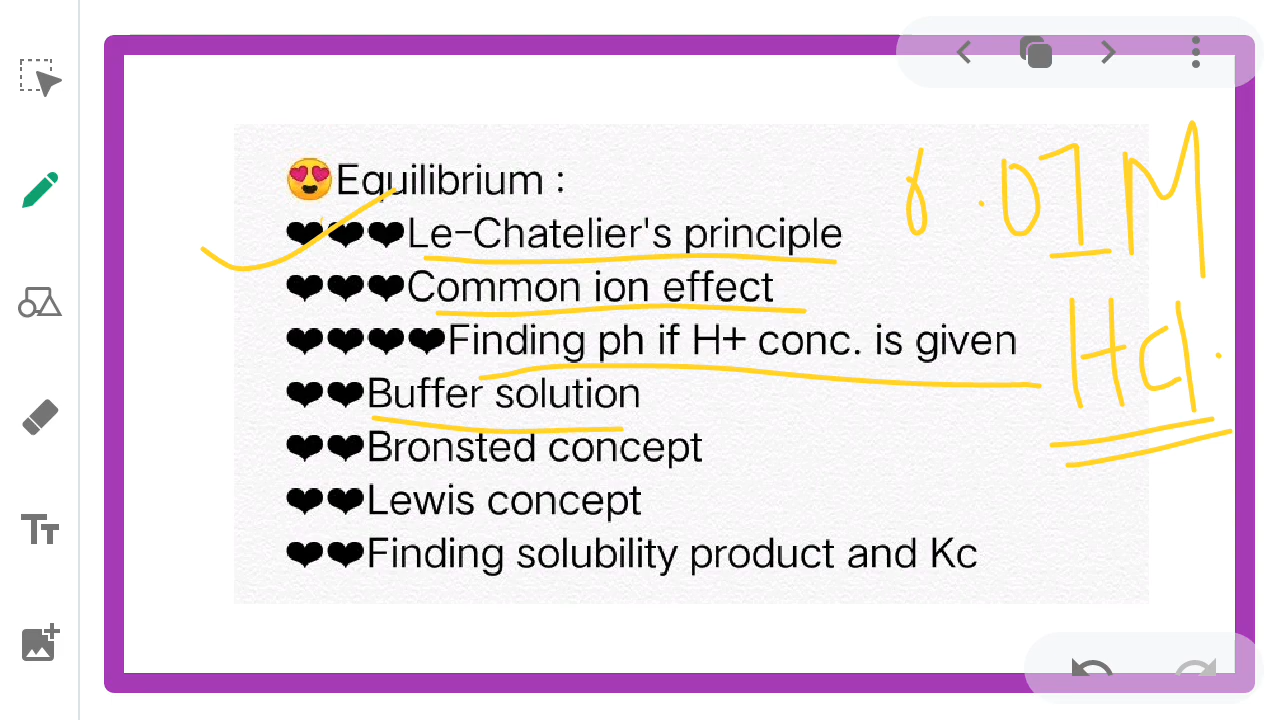 😍Equilibrium :
❤❤❤Le-Chatelier's principle
❤❤❤Common ion effect
❤❤❤❤Finding ph if H+ conc. is given
❤❤Buffer solution
❤❤Bronsted concept
❤❤Lewis concept
❤❤Finding solubility product and Kc
0.01M
HCl.
Tт